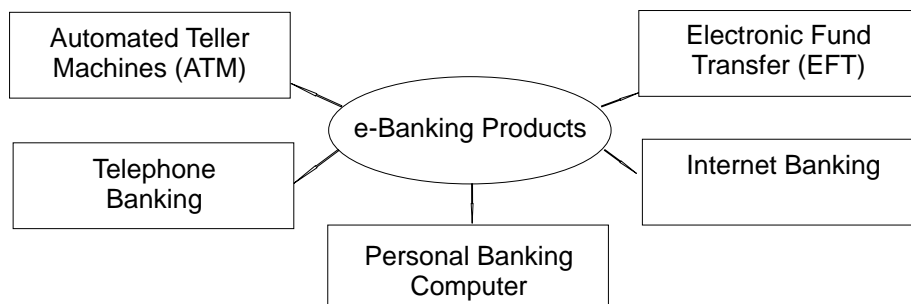 Automated Teller
Machines (ATM)
Electronic Fund
Transfer (EFT)
e-Banking Products
Telephone
Banking
Internet Banking
Personal Banking
Computer